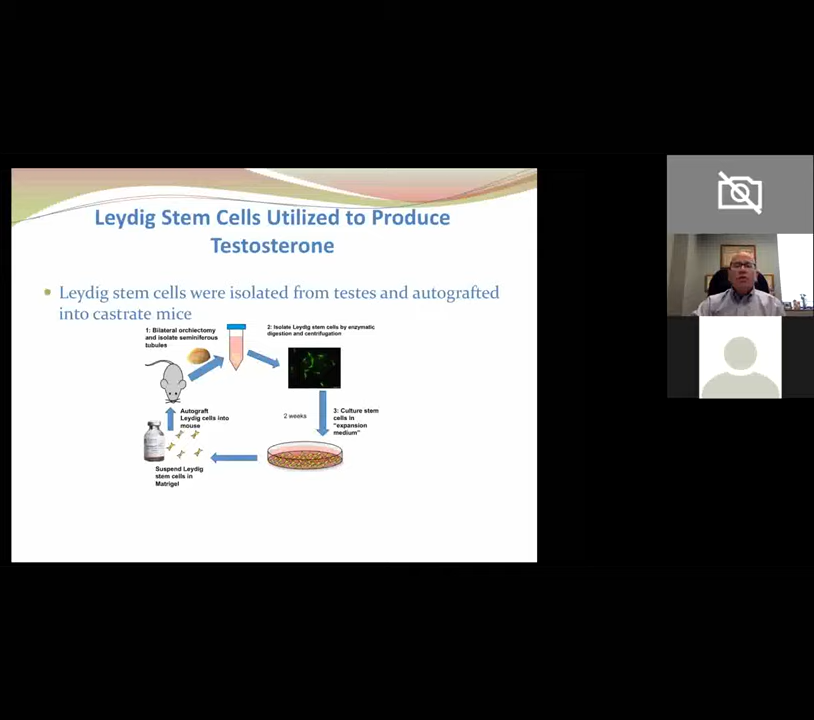 Leydig Stem Cells Utilized to Produce
Testosterone
Leydig stem cells were isolated from testes and autografted
into castrate mice
1: Bilateral orchiectomy
and isolate seminiferous
tubules
2: Isolate Leydig stem cells by enzymatic
digestion and centrifugation
2 weeks
3: Culture stem
cells in
"expansion
medium"
Autograft
Leydig cells into
mouse
Suspend Leydig
stem cells in
Matrigel